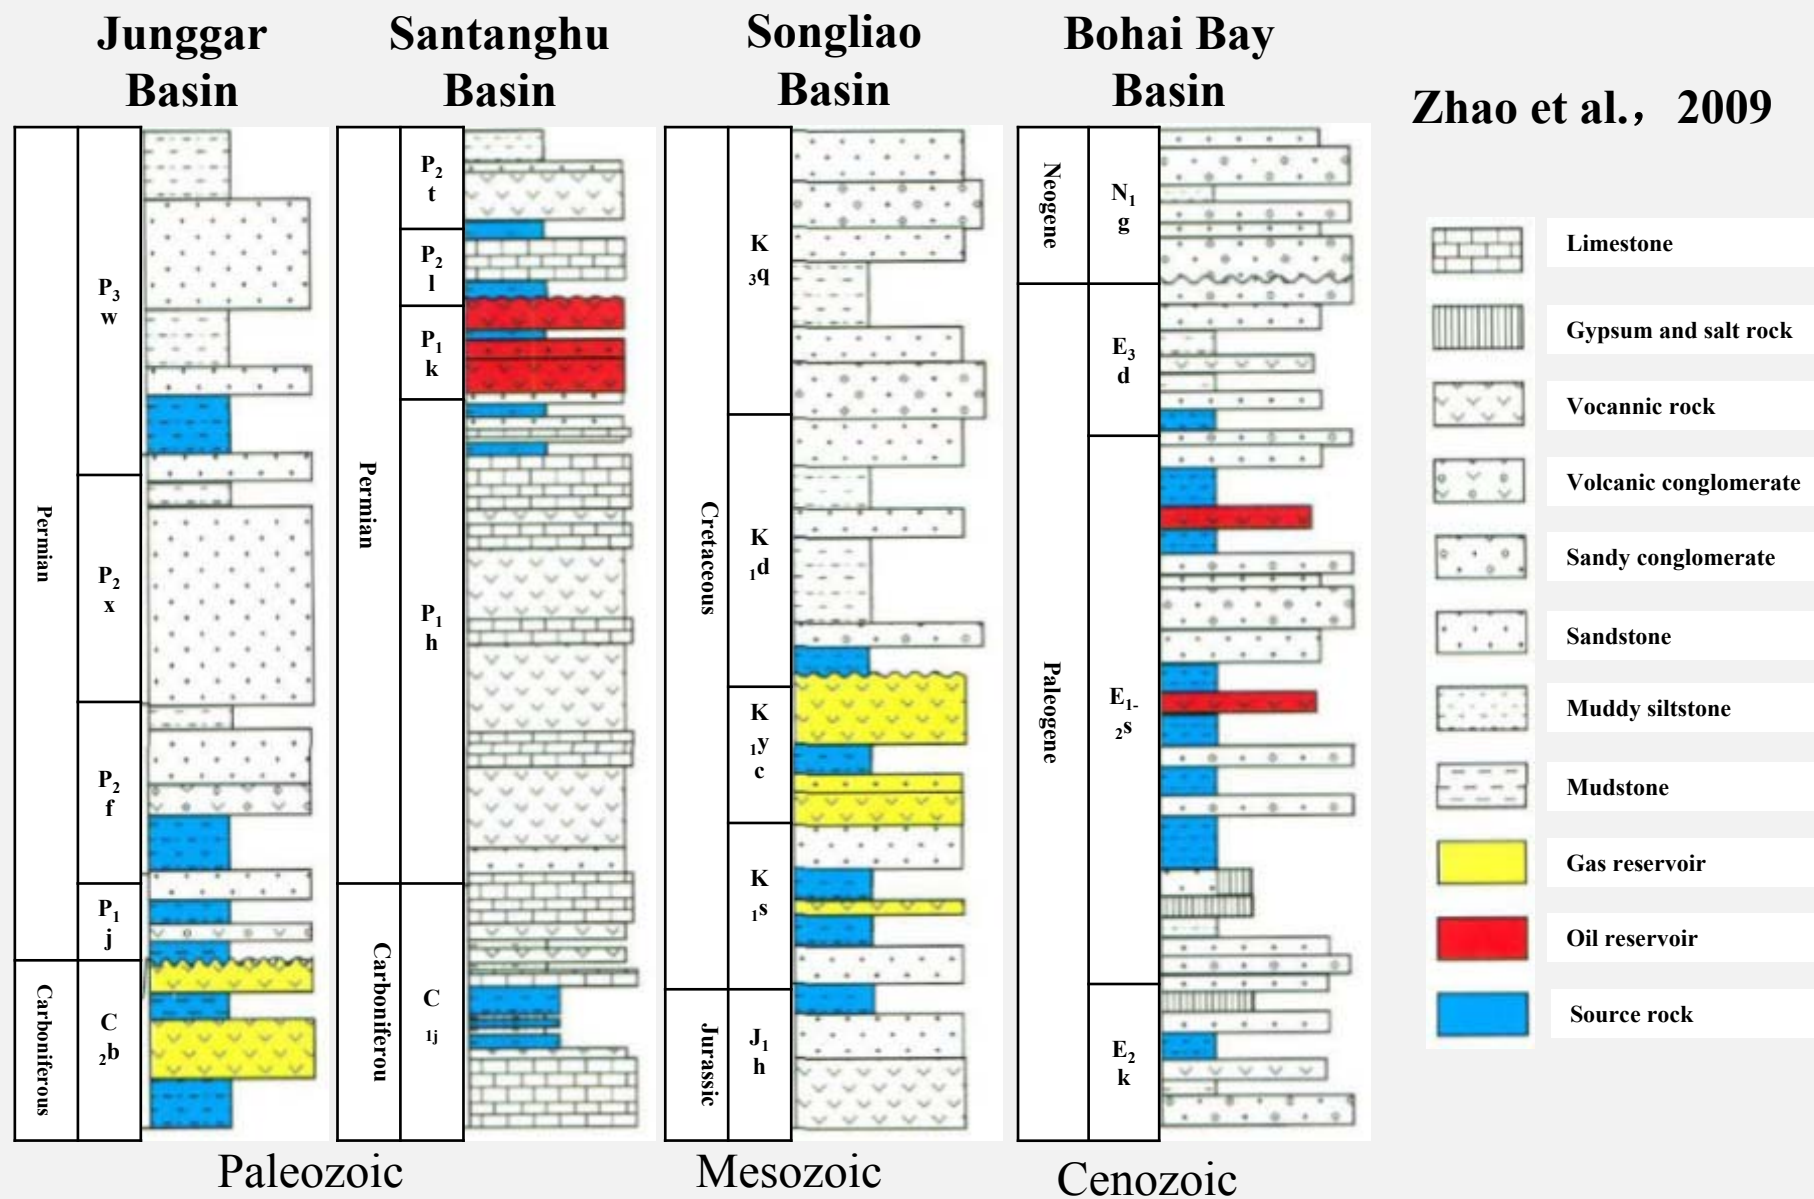 Junggar
Basin
Santanghu
Basin
Songliao
Basin
Bohai Bay
Basin
Zhao et al.，2009
Permian
Carboniferous
P3
w
P2
x
P2
f
P1
j
C
2b
Permian
Carboniferou
P2
t
P2
l
P1
k
P1
h
C
1j
Cretaceous
Jurassic
K
3q
K
1d
K
1y
c
K
1s
J1
h
Neogene
Paleogene
N1
g
E3
d
E1-
2s
E2
k
Limestone
Gypsum and salt rock
Vocannic rock
Volcanic conglomerate
Sandy conglomerate
Sandstone
Muddy siltstone
Mudstone
Gas reservoir
Oil reservoir
Source rock
Paleozoic
Mesozoic
Cenozoic